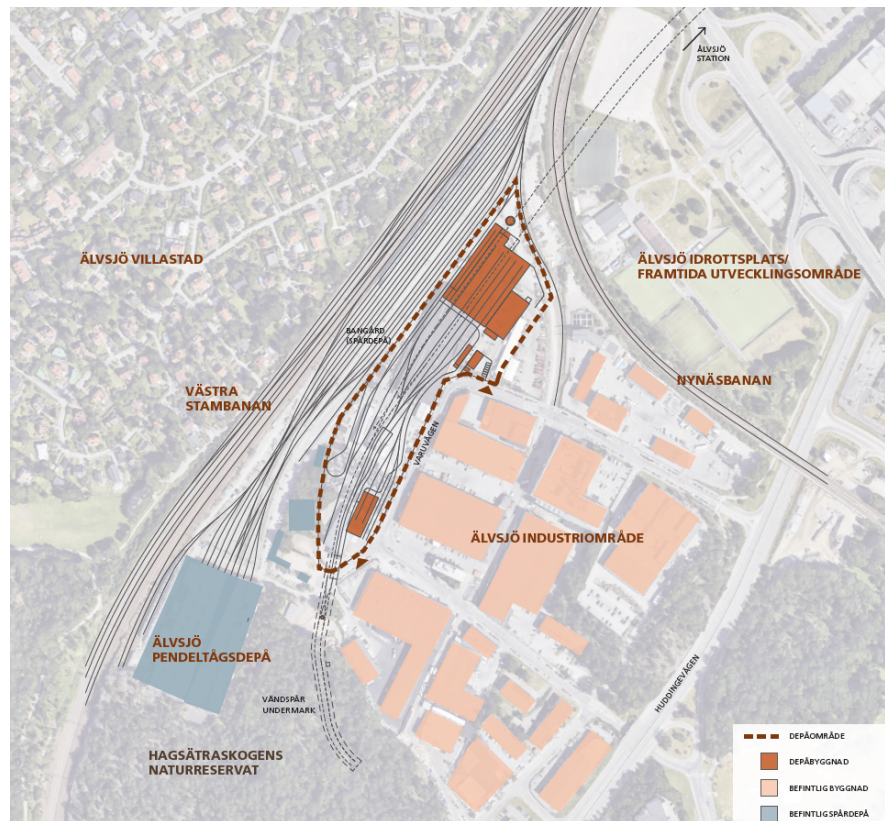 ÄLVSJÖ
STATION
ÄLVSJÖ VILLASTAD
ÄLVSJÖ IDROTTSPLATS/
FRAMTIDA UTVECKLINGSOMRÅDE
BANGÅRD
(SPÅRDEPÅ)
VÄSTRA
STAMBANAN
NYNÄSBANAN
VARUVÄGEN
ÄLVSJÖ INDUSTRIOMRÅDE
ÄLVSJÖ
PENDELTÅGSDEPÅ
VÄNDSPÅR
UNDERMARK
HUDDINGEVÄGEN
HAGSÄTRASKOGENS
NATURRESERVAT
DEPÅOMRÅDE
DEPÅBYGGNAD
BEFINTLIG BYGGNAD
BEFINTLIG SPÅRDEPÅ